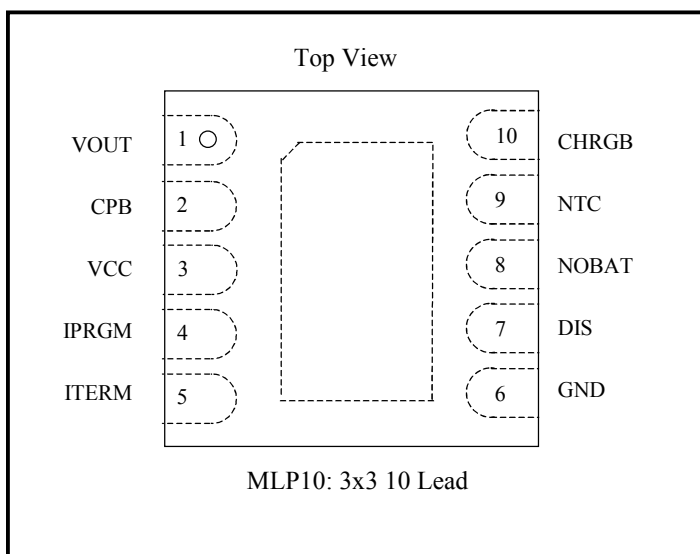 Top View
VOUT 1 10 CHRGB
CPB 2 9 NTC
VCC 3 8 NOBAT
IPRGM 4 7 DIS
ITERM 5 6 GND
MLP10: 3x3 10 Lead